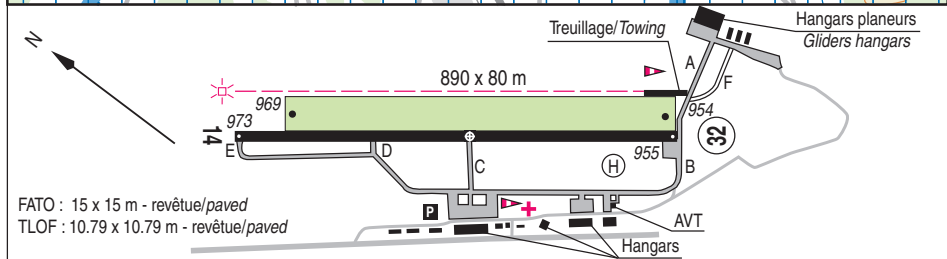 N
Treuillage/Towing
Hangars planeurs
Gliders hangars
A
F
890 x 80 m
969
973
14
954
32
955
E
D
C
H
B
FATO : 15 x 15 m - revêtue/paved
TLOF : 10.79 x 10.79 m - revêtue/paved
P
AVT
Hangars